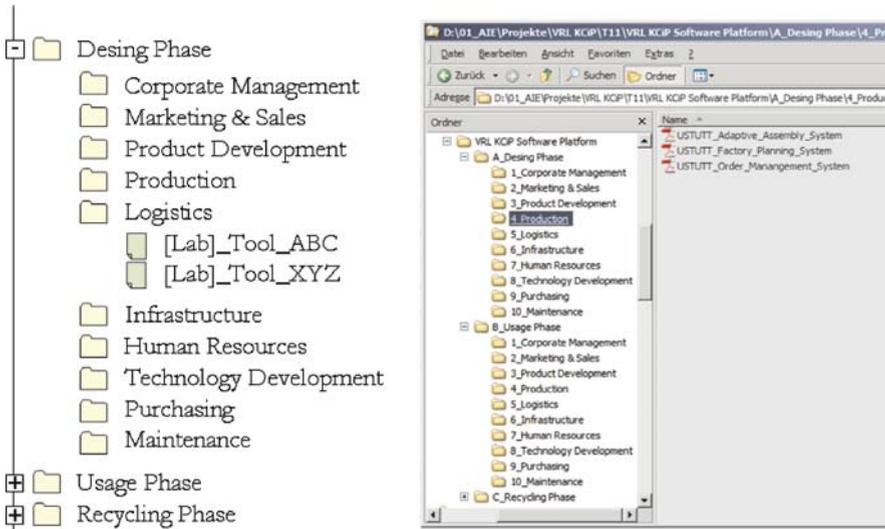 Desing Phase
Corporate Management
Marketing & Sales
Product Development
Production
Logistics
[Lab]_Tool_ABC
[Lab]_Tool_XYZ
Infrastructure
Human Resources
Technology Development
Purchasing
Maintenance
Usage Phase
Recycling Phase
D:\01_AIE\Projekte\VRL KCiP\T11\VRL KCiP Software Platform\A_Desing Phase\4_Pr
Datei Bearbeiten Ansicht Favoriten Extras ?
Zurück Suchen Ordner
Adresse D:\01_AIE\Projekte\VRL KCiP\T11\VRL KCiP Software Platform\A_Desing Phase\4_Produ
Ordner x
VRL KCiP Software Platform
A_Desing Phase
1_Corporate Management
2_Marketing & Sales
3_Product Development
4_Production
5_Logistics
6_Infrastructure
7_Human Resources
8_Technology Development
9_Purchasing
10_Maintenance
B_Usage Phase
1_Corporate Management
2_Marketing & Sales
3_Product Development
4_Production
5_Logistics
6_Infrastructure
7_Human Resources
8_Technology Development
9_Purchasing
10_Maintenance
C_Recycling Phase
Name
USTUTT_Adaptive_Assembly_System
USTUTT_Factory_Planning_System
USTUTT_Order_Manangement_System